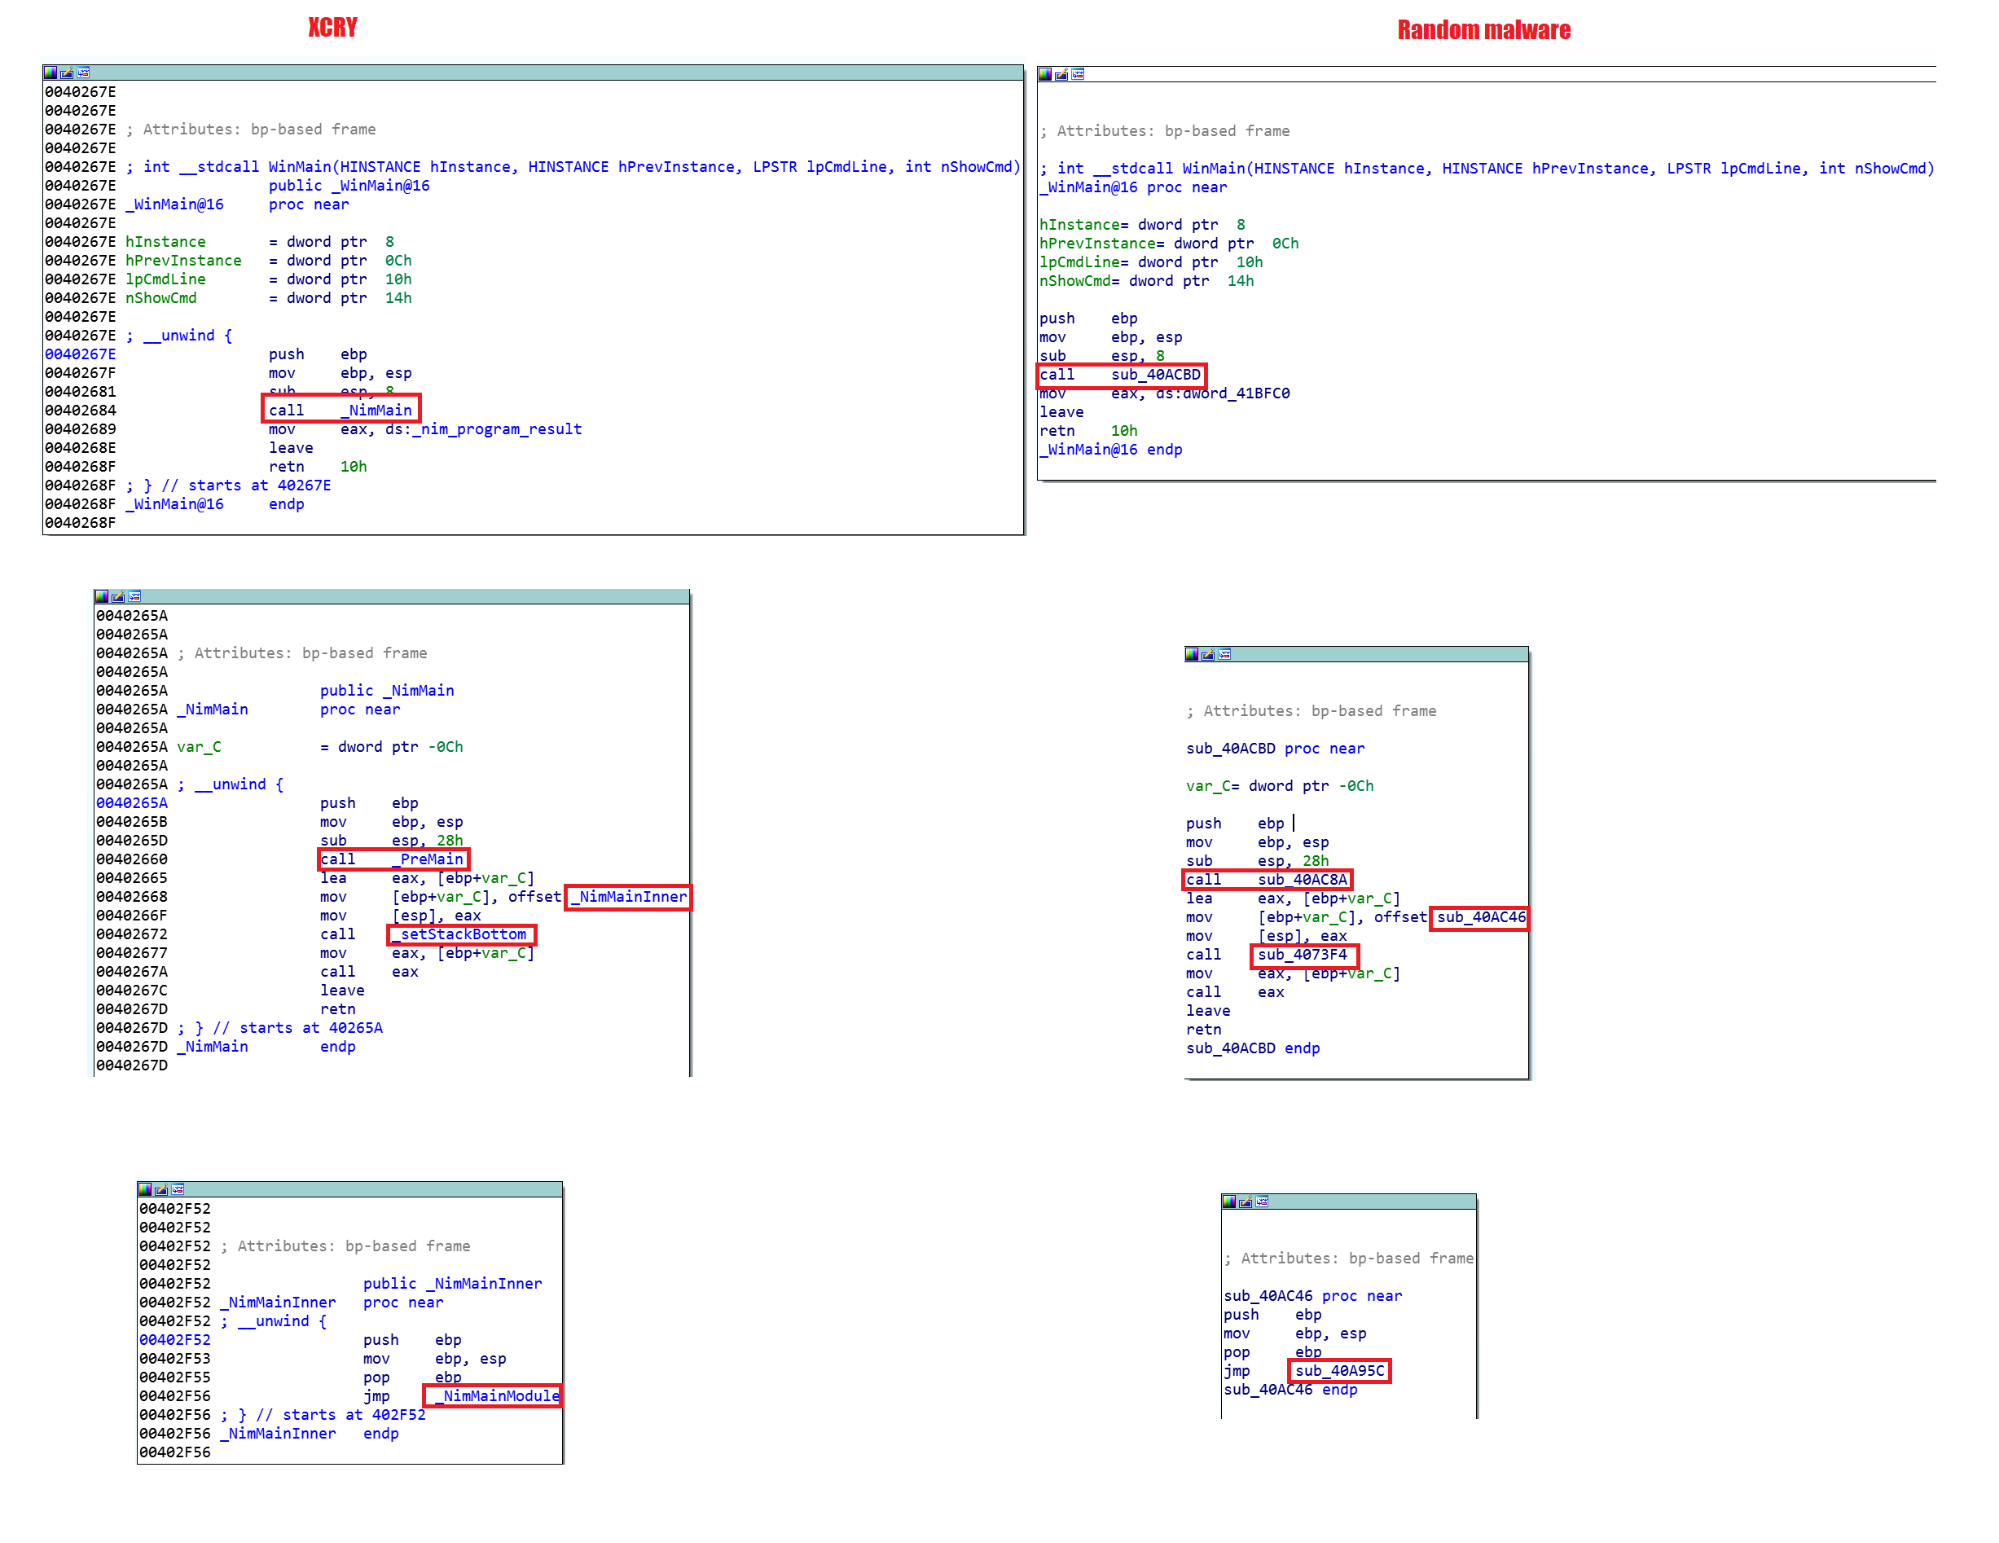 XCRY
0040267E
0040267E
0040267E ; Attributes: bp-based frame
0040267E
0040267E ; int __stdcall WinMain(HINSTANCE hInstance, HINSTANCE hPrevInstance, LPSTR lpCmdLine, int nShowCmd)
0040267E public _WinMain@16
0040267E _WinMain@16 proc near
0040267E
0040267E hInstance = dword ptr 8
0040267E hPrevInstance = dword ptr 0Ch
0040267E lpCmdLine = dword ptr 10h
0040267E nShowCmd = dword ptr 14h
0040267E
0040267E ; __unwind {
0040267E push ebp
0040267F mov ebp, esp
00402681 sub esp, 8
00402684 call _NimMain
00402689 mov eax, ds:_nim_program_result
0040268E leave
0040268F retn 10h
0040268F ; } // starts at 40267E
0040268F _WinMain@16 endp
0040268F
Random malware
; Attributes: bp-based frame
; int __stdcall WinMain(HINSTANCE hInstance, HINSTANCE hPrevInstance, LPSTR lpCmdLine, int nShowCmd)
_WinMain@16 proc near
hInstance= dword ptr 8
hPrevInstance= dword ptr 0Ch
lpCmdLine= dword ptr 10h
nShowCmd= dword ptr 14h
push ebp
mov ebp, esp
sub esp, 8
call sub_40ACBD
mov eax, ds:dword_41BFC0
leave
retn 10h
_WinMain@16 endp
0040265A
0040265A
0040265A ; Attributes: bp-based frame
0040265A
0040265A public _NimMain
0040265A _NimMain proc near
0040265A
0040265A var_C = dword ptr -0Ch
0040265A
0040265A ; __unwind {
0040265A push ebp
0040265B mov ebp, esp
0040265D sub esp, 28h
00402660 call _PreMain
00402665 lea eax, [ebp+var_C]
00402668 mov [ebp+var_C], offset _NimMainInner
0040266F mov [esp], eax
00402672 call _setStackBottom
00402677 mov eax, [ebp+var_C]
0040267A call eax
0040267C leave
0040267D retn
0040267D ; } // starts at 40265A
0040267D _NimMain endp
0040267D
; Attributes: bp-based frame
sub_40ACBD proc near
var_C= dword ptr -0Ch
push ebp
mov ebp, esp
sub esp, 28h
call sub_40AC8A
lea eax, [ebp+var_C]
mov [ebp+var_C], offset sub_40AC46
mov [esp], eax
call sub_4073F4
mov eax, [ebp+var_C]
call eax
leave
retn
sub_40ACBD endp
00402F52
00402F52
00402F52 ; Attributes: bp-based frame
00402F52
00402F52 public _NimMainInner
00402F52 _NimMainInner proc near
00402F52 ; __unwind {
00402F52 push ebp
00402F53 mov ebp, esp
00402F55 pop ebp
00402F56 jmp _NimMainModule
00402F56 ; } // starts at 402F52
00402F56 _NimMainInner endp
00402F56
; Attributes: bp-based frame
sub_40AC46 proc near
push ebp
mov ebp, esp
pop ebp
jmp sub_40A95C
sub_40AC46 endp